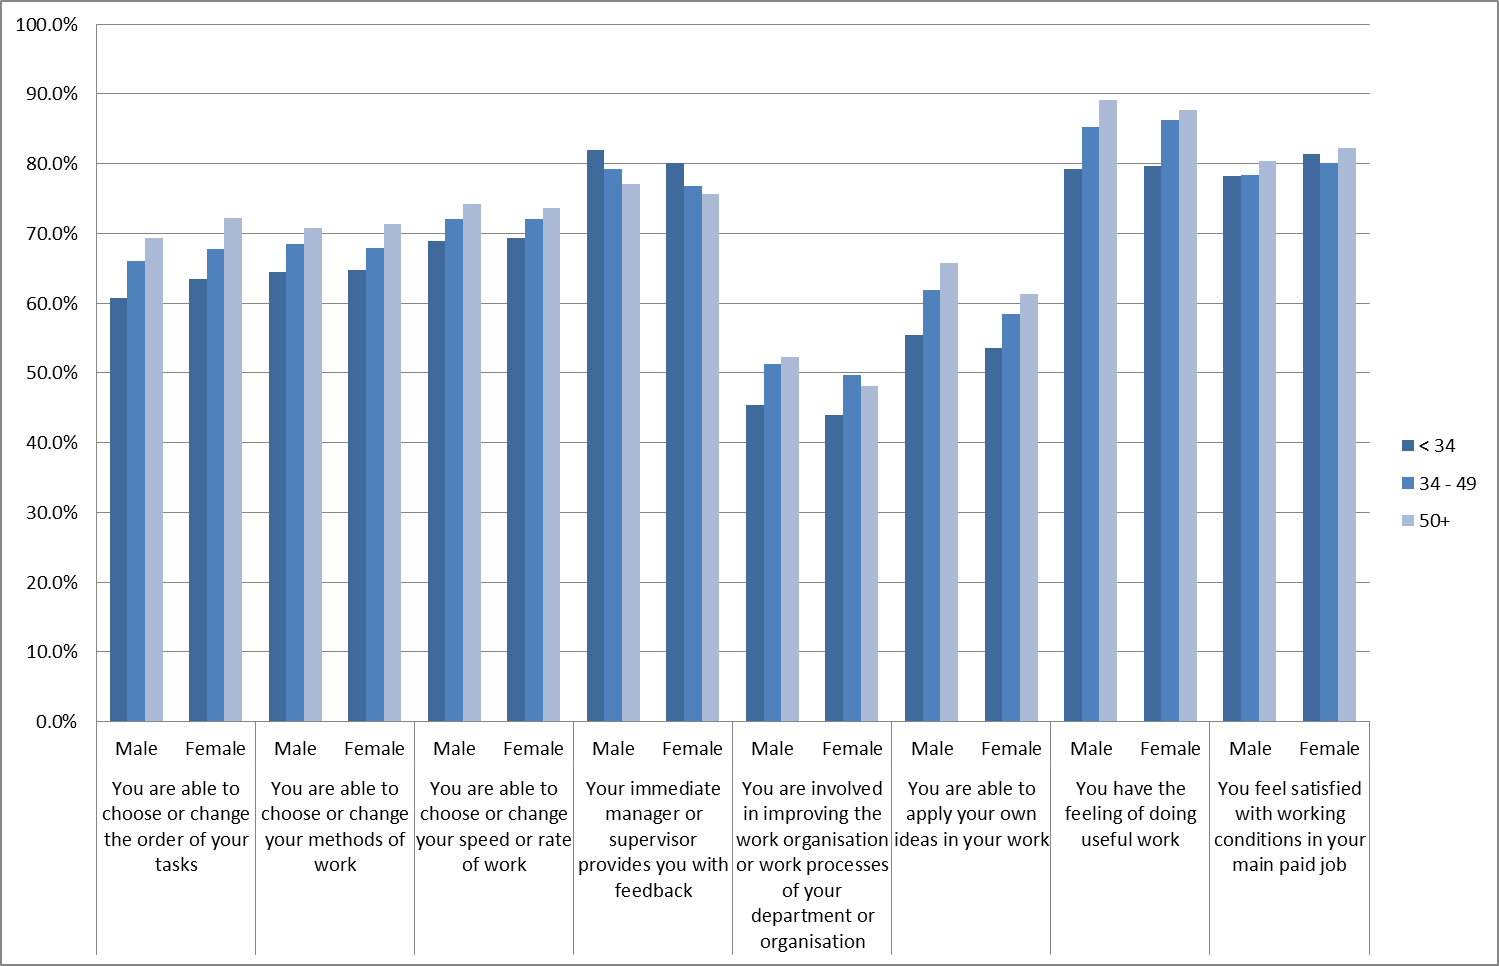 100.0%
90.0%
80.0%
70.0%
60.0%
50.0%
40.0%
30.0%
20.0%
10.0%
0.0%
< 34
34 - 49
50+
Male Female Male Female Male Female Male Female Male Female Male Female Male Female Male Female
You are able to
choose or change
the order of your
tasks
You are able to
choose or change
your methods of
work
You are able to
choose or change
your speed or rate
of work
Your immediate
manager or
supervisor
provides you with
feedback
You are involved
in improving the
work organisation
or work processes
of your
department or
organisation
You are able to
apply your own
ideas in your work
You have the
feeling of doing
useful work
You feel satisfied
with working
conditions in your
main paid job